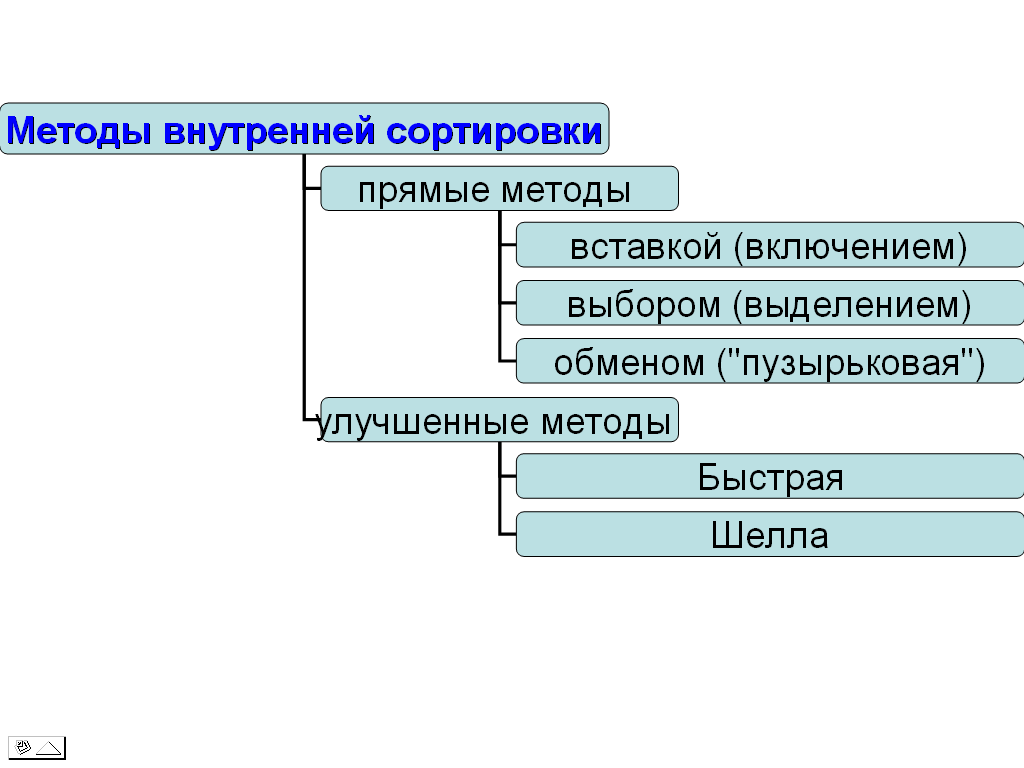 Методы внутренней сортировки
прямые методы
вставкой (включением)
выбором (выделением)
обменом ("пузырьковая")
улучшенные методы
Быстрая
Шелла